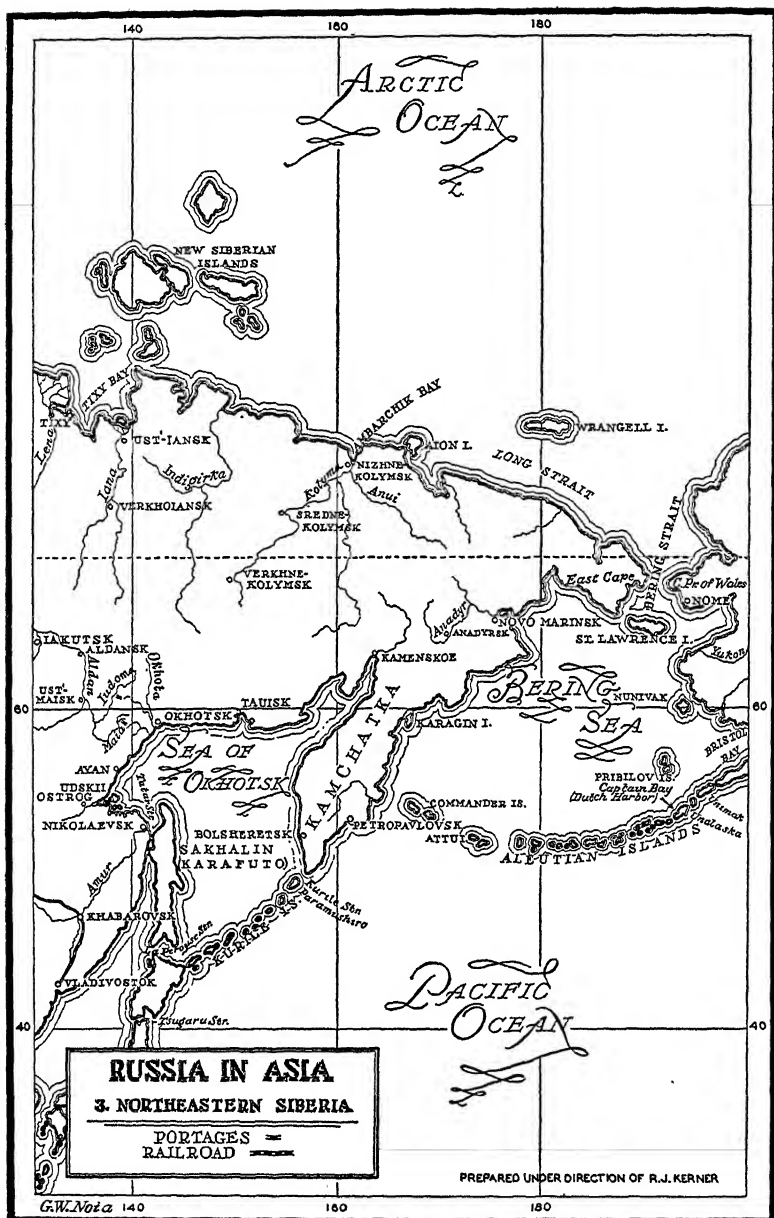 140 160 180
ARCTIC
OCEAN
NEW SIBERIAN
ISLANDS
TIXY BAY
TIXY
Lena
UST'-IANSK
Iana
VERKHOIANSK
Indigirka
AMBARCHIK BAY
AION I.
WRANGELL I.
NIZHNE-
KOLYMSK
Kolyma
Anui
SREDNE-
KOLYMSK
VERKHNE-
KOLYMSK
LONG STRAIT
BERING STRAIT
East Cape
C. Pr. of Wales
NOME
Anadyr
ANADYRSK
NOVO MARINSK
ST. LAWRENCE I.
Yukon
IAKUTSK
ALDANSK
Aldan
Okhota
Iudoma
UST'-
MAISK
Maia
KAMENSKOE
TAUISK
OKHOTSK
60
60
BERING
SEA
NUNIVAK
KARAGIN I.
KAMCHATKA
SEA OF
OKHOTSK
BRISTOL
BAY
AYAN
UDSKII
OSTROG
Tatar Str.
NIKOLAEVSK
PRIBILOV IS.
Captain Bay
(Dutch Harbor)
Unimak
Unalaska
COMMANDER IS.
BOLSHERETSK
PETROPAVLOVSK
ATTU I.
ALEUTIAN ISLANDS
SAKHALIN
(KARAFUTO)
Amur
Kurile Str.
Paramushiro
KHABAROVSK
Perouse Str.
KURILE IS.
VLADIVOSTOK
PACIFIC
OCEAN
40
Tsugaru Str.
40
RUSSIA IN ASIA
3. NORTHEASTERN SIBERIA
PORTAGES
RAILROAD
PREPARED UNDER DIRECTION OF R.J. KERNER
G.W. Nota 140 160 180